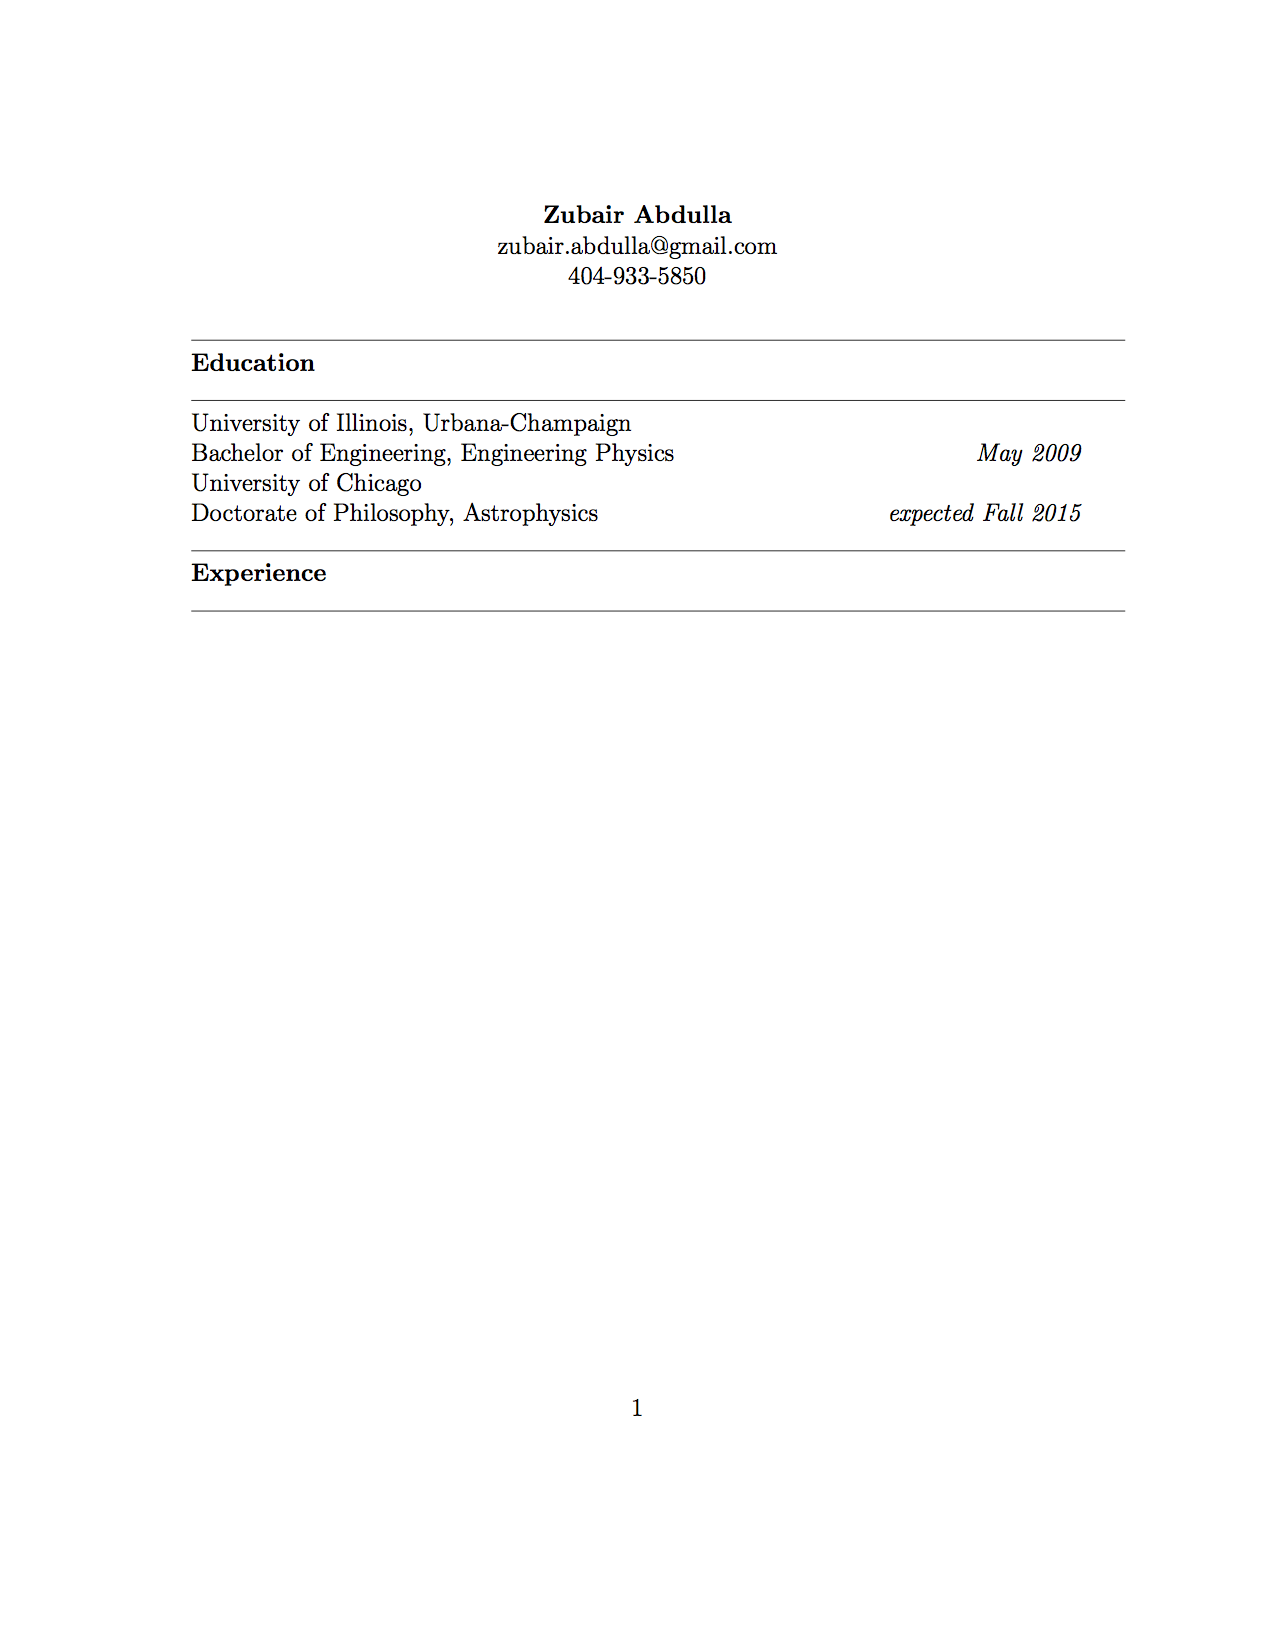 Zubair Abdulla
zubair.abdulla@gmail.com
404-933-5850
Education
University of Illinois, Urbana-Champaign
Bachelor of Engineering, Engineering Physics May 2009
University of Chicago
Doctorate of Philosophy, Astrophysics expected Fall 2015
Experience
1